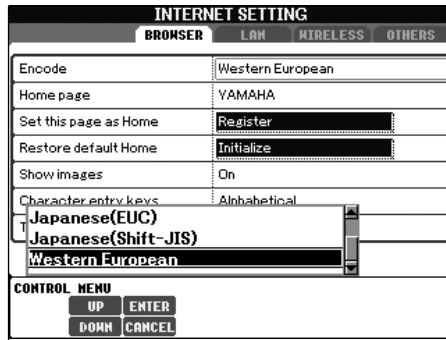 INTERNET SETTING
BROWSER LAN WIRELESS OTHERS
Encode Western European
Home page YAMAHA
Set this page as Home Register
Restore default Home Initialize
Show images On
Character entry keys Alphabetical
Japanese(EUC)
Japanese(Shift-JIS)
Western European
CONTROL MENU
UP ENTER
DOWN CANCEL